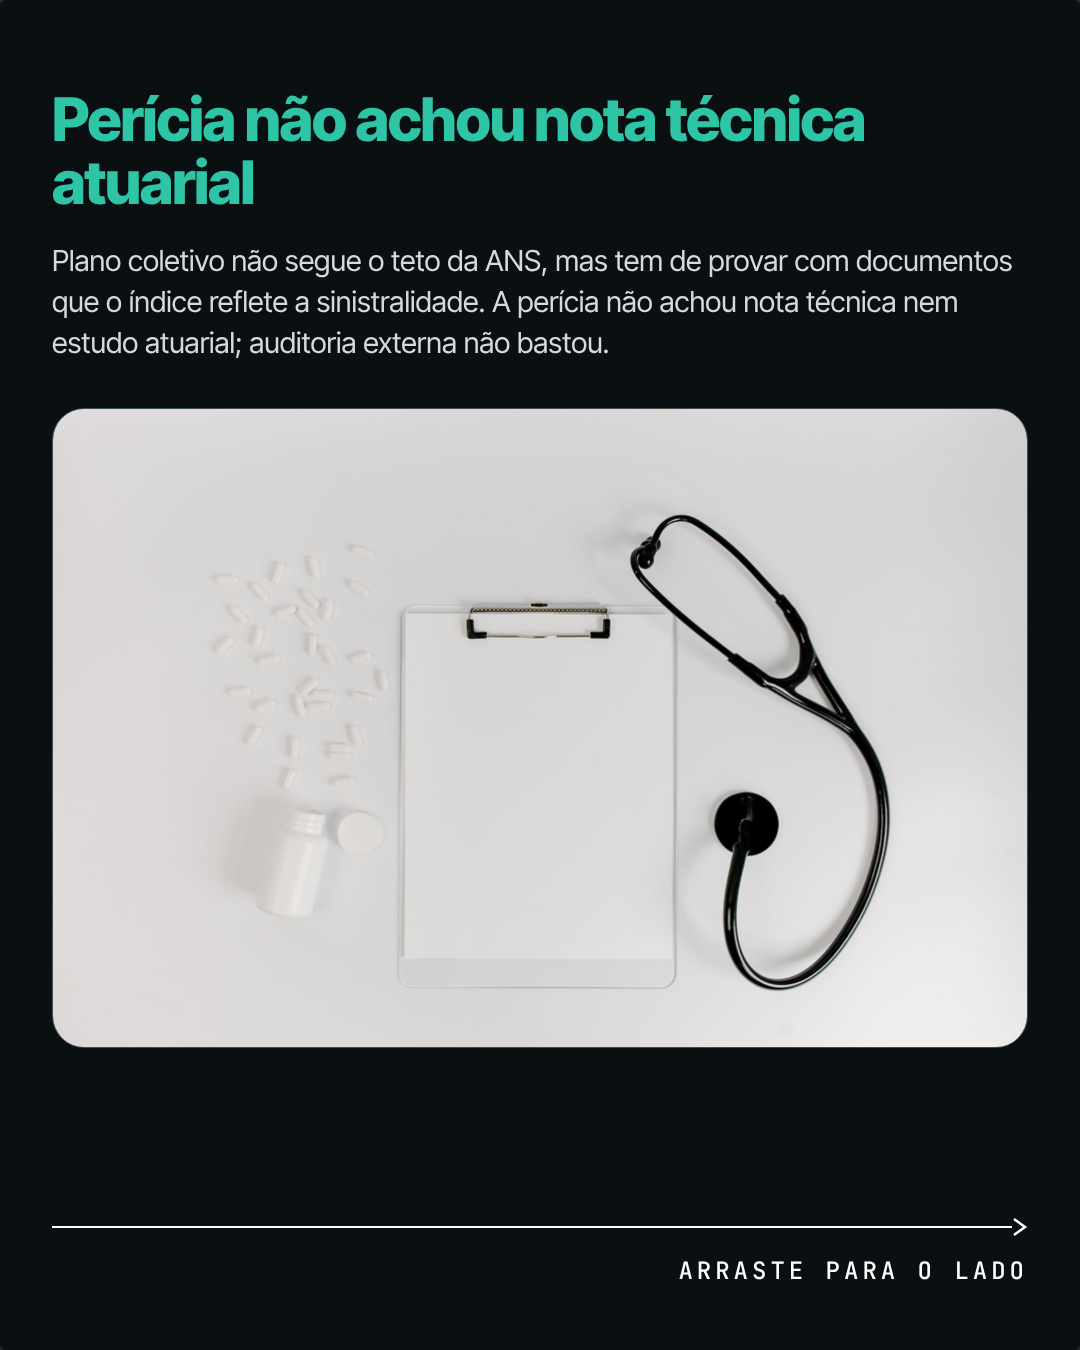 Perícia não achou nota técnica
atuarial
Plano coletivo não segue o teto da ANS, mas tem de provar com documentos
que o índice reflete a sinistralidade. A perícia não achou nota técnica nem
estudo atuarial; auditoria externa não bastou.
ARRASTE PARA O LADO